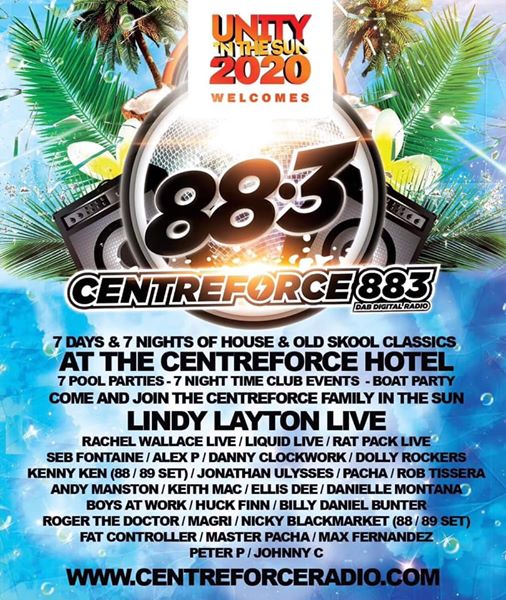 UNITY
IN THE SUN
2020
WELCOMES
88.3
CENTREFORCE 883
DAB DIGITAL RADIO
7 DAYS & 7 NIGHTS OF HOUSE & OLD SKOOL CLASSICS
AT THE CENTREFORCE HOTEL
7 POOL PARTIES - 7 NIGHT TIME CLUB EVENTS - BOAT PARTY
COME AND JOIN THE CENTREFORCE FAMILY IN THE SUN
LINDY LAYTON LIVE
RACHEL WALLACE LIVE / LIQUID LIVE / RAT PACK LIVE
SEB FONTAINE / ALEX P / DANNY CLOCKWORK / DOLLY ROCKERS
KENNY KEN (88 / 89 SET) / JONATHAN ULYSSES / PACHA / ROB TISSERA
ANDY MANSTON / KEITH MAC / ELLIS DEE / DANIELLE MONTANA
BOYS AT WORK / HUCK FINN / BILLY DANIEL BUNTER
ROGER THE DOCTOR / MAGRI / NICKY BLACKMARKET (88 / 89 SET)
FAT CONTROLLER / MASTER PACHA / MAX FERNANDEZ
PETER P / JOHNNY C
WWW.CENTREFORCERADIO.COM